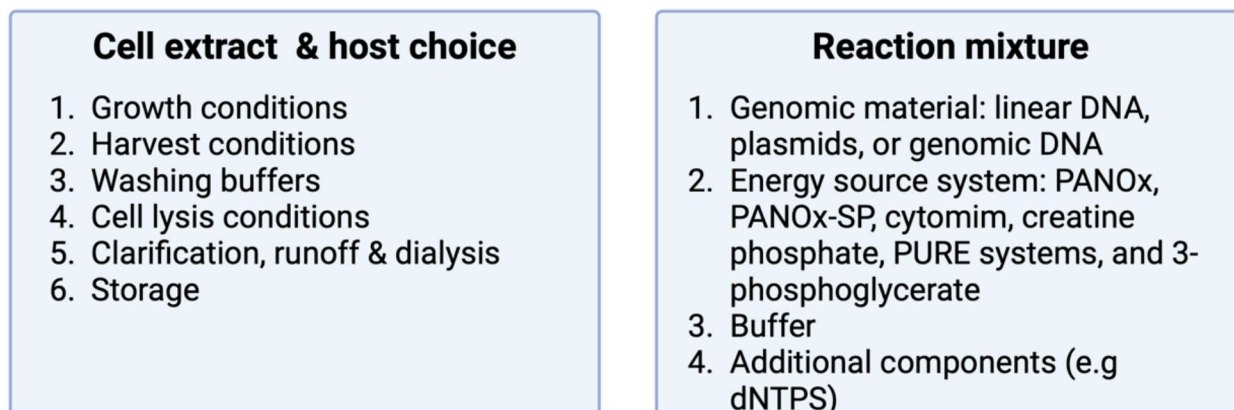 Cell extract & host choice
1. Growth conditions
2. Harvest conditions
3. Washing buffers
4. Cell lysis conditions
5. Clarification, runoff & dialysis
6. Storage
Reaction mixture
1. Genomic material: linear DNA,
plasmids, or genomic DNA
2. Energy source system: PANOx,
PANOx-SP, cytomim, creatine
phosphate, PURE systems, and 3-
phosphoglycerate
3. Buffer
4. Additional components (e.g
dNTPS)